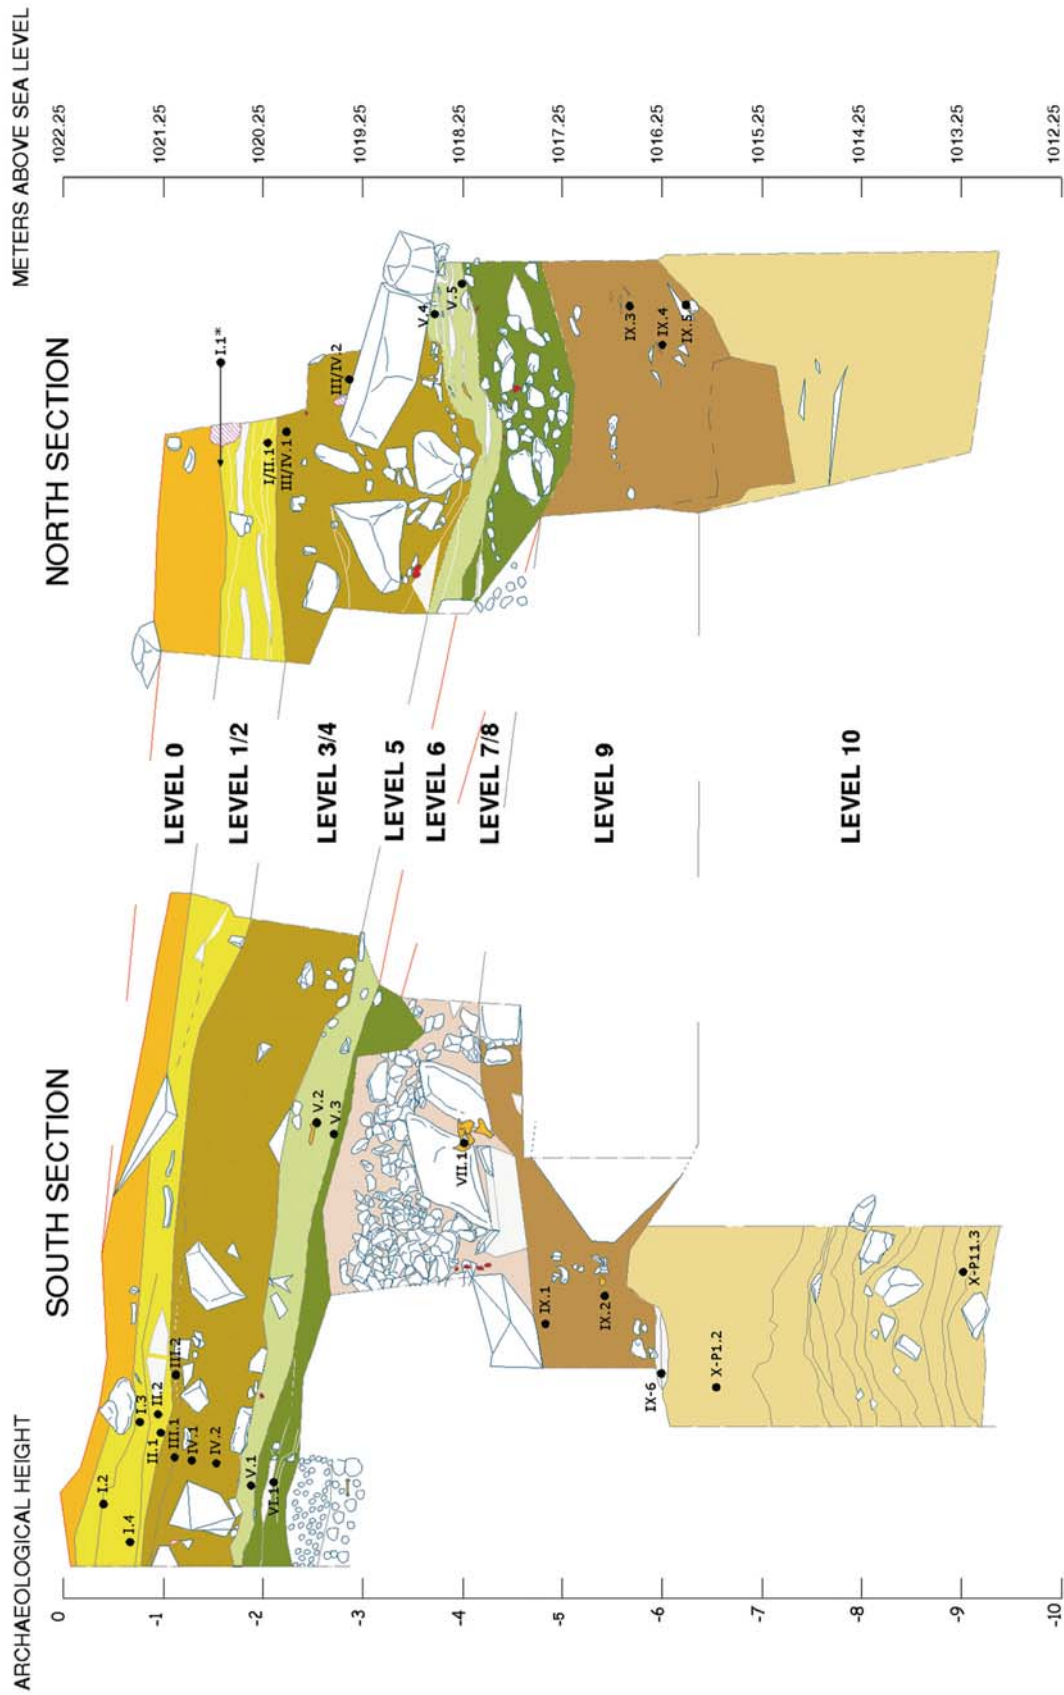 ARCHAEOLOGICAL HEIGHT
SOUTH SECTION
NORTH SECTION
METERS ABOVE SEA LEVEL
0
-1
-2
-3
-4
-5
-6
-7
-8
-9
-10
I.2
I.4
I.3
II.1
II.2
III.1
III.2
IV.1
IV.2
V.1
VI.1
V.2
V.3
VII.1
IX.1
IX.2
IX-6
X-P1.2
X-P11.3
LEVEL 0
LEVEL 1/2
LEVEL 3/4
LEVEL 5
LEVEL 6
LEVEL 7/8
LEVEL 9
LEVEL 10
I.1*
I/II.1
III/IV.1
III/IV.2
V.4
V.5
IX.3
IX.4
IX.5
1022.25
1021.25
1020.25
1019.25
1018.25
1017.25
1016.25
1015.25
1014.25
1013.25
1012.25